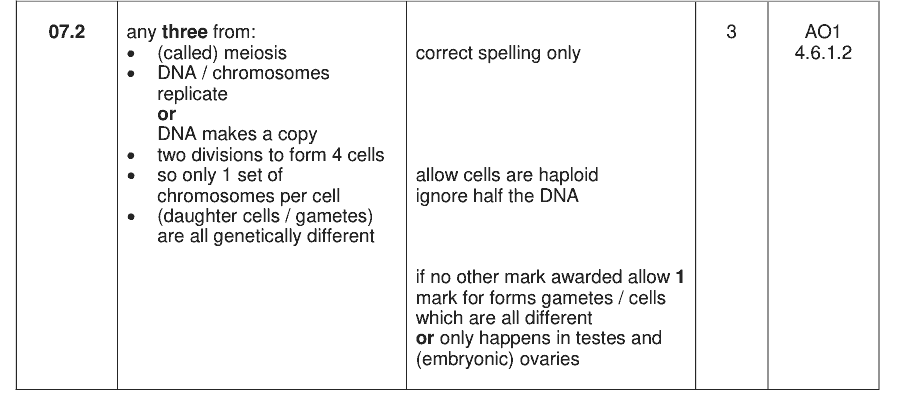 07.2
any three from:
• (called) meiosis
• DNA / chromosomes
replicate
or
DNA makes a copy
• two divisions to form 4 cells
• so only 1 set of
chromosomes per cell
• (daughter cells / gametes)
are all genetically different
correct spelling only
allow cells are haploid
ignore half the DNA
if no other mark awarded allow 1
mark for forms gametes / cells
which are all different
or only happens in testes and
(embryonic) ovaries
3
AO1
4.6.1.2